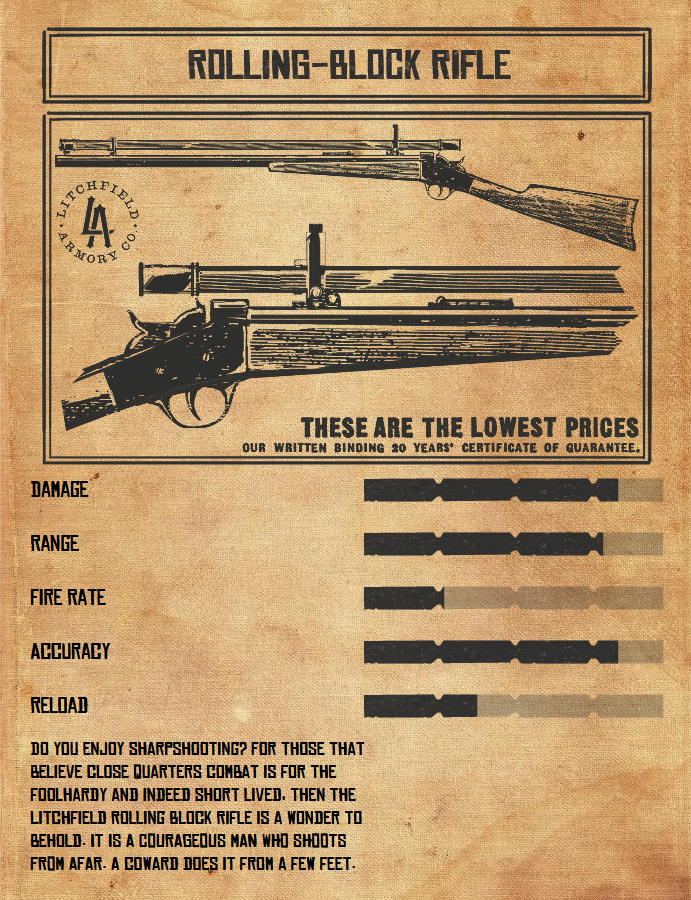 ROLLING-BLOCK RIFLE
LITCHFIELD
LA
ARMORY CO.
THESE ARE THE LOWEST PRICES
OUR WRITTEN BINDING 20 YEARS' CERTIFICATE OF GUARANTEE.
DAMAGE
RANGE
FIRE RATE
ACCURACY
RELOAD
DO YOU ENJOY SHARPSHOOTING? FOR THOSE THAT
BELIEVE CLOSE QUARTERS COMBAT IS FOR THE
FOOLHARDY AND INDEED SHORT LIVED, THEN THE
LITCHFIELD ROLLING BLOCK RIFLE IS A WONDER TO
BEHOLD. IT IS A COURAGEOUS MAN WHO SHOOTS
FROM AFAR. A COWARD DOES IT FROM A FEW FEET.